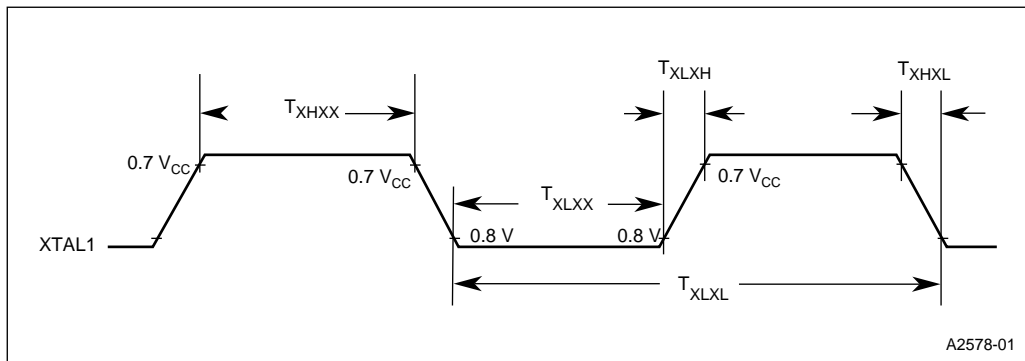 T_XLXH
T_XHXL
T_XHXX
0.7 V_CC
0.7 V_CC
0.7 V_CC
T_XLXX
XTAL1
0.8 V
0.8 V
T_XLXL
A2578-01